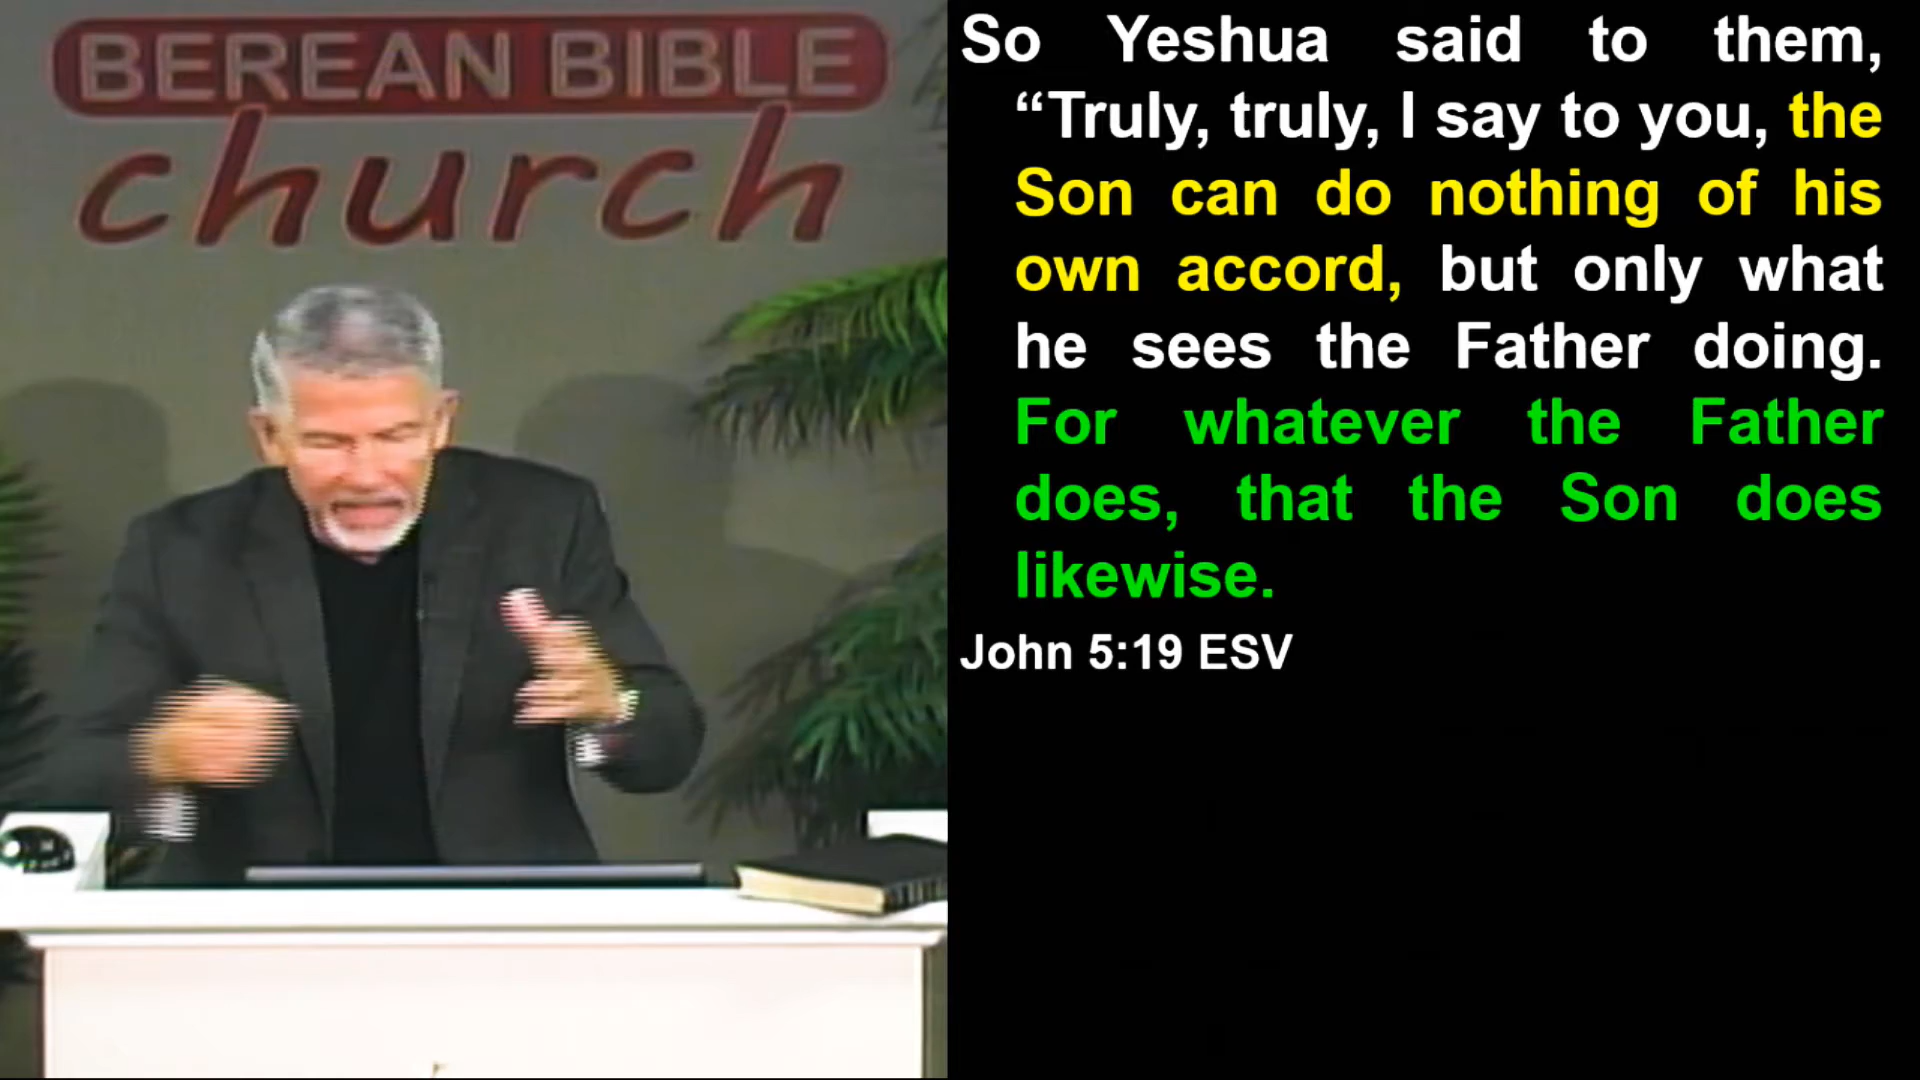 BEREAN BIBLE
church
So Yeshua said to them,
“Truly, truly, I say to you, the
Son can do nothing of his
own accord, but only what
he sees the Father doing.
For whatever the Father
does, that the Son does
likewise.
John 5:19 ESV